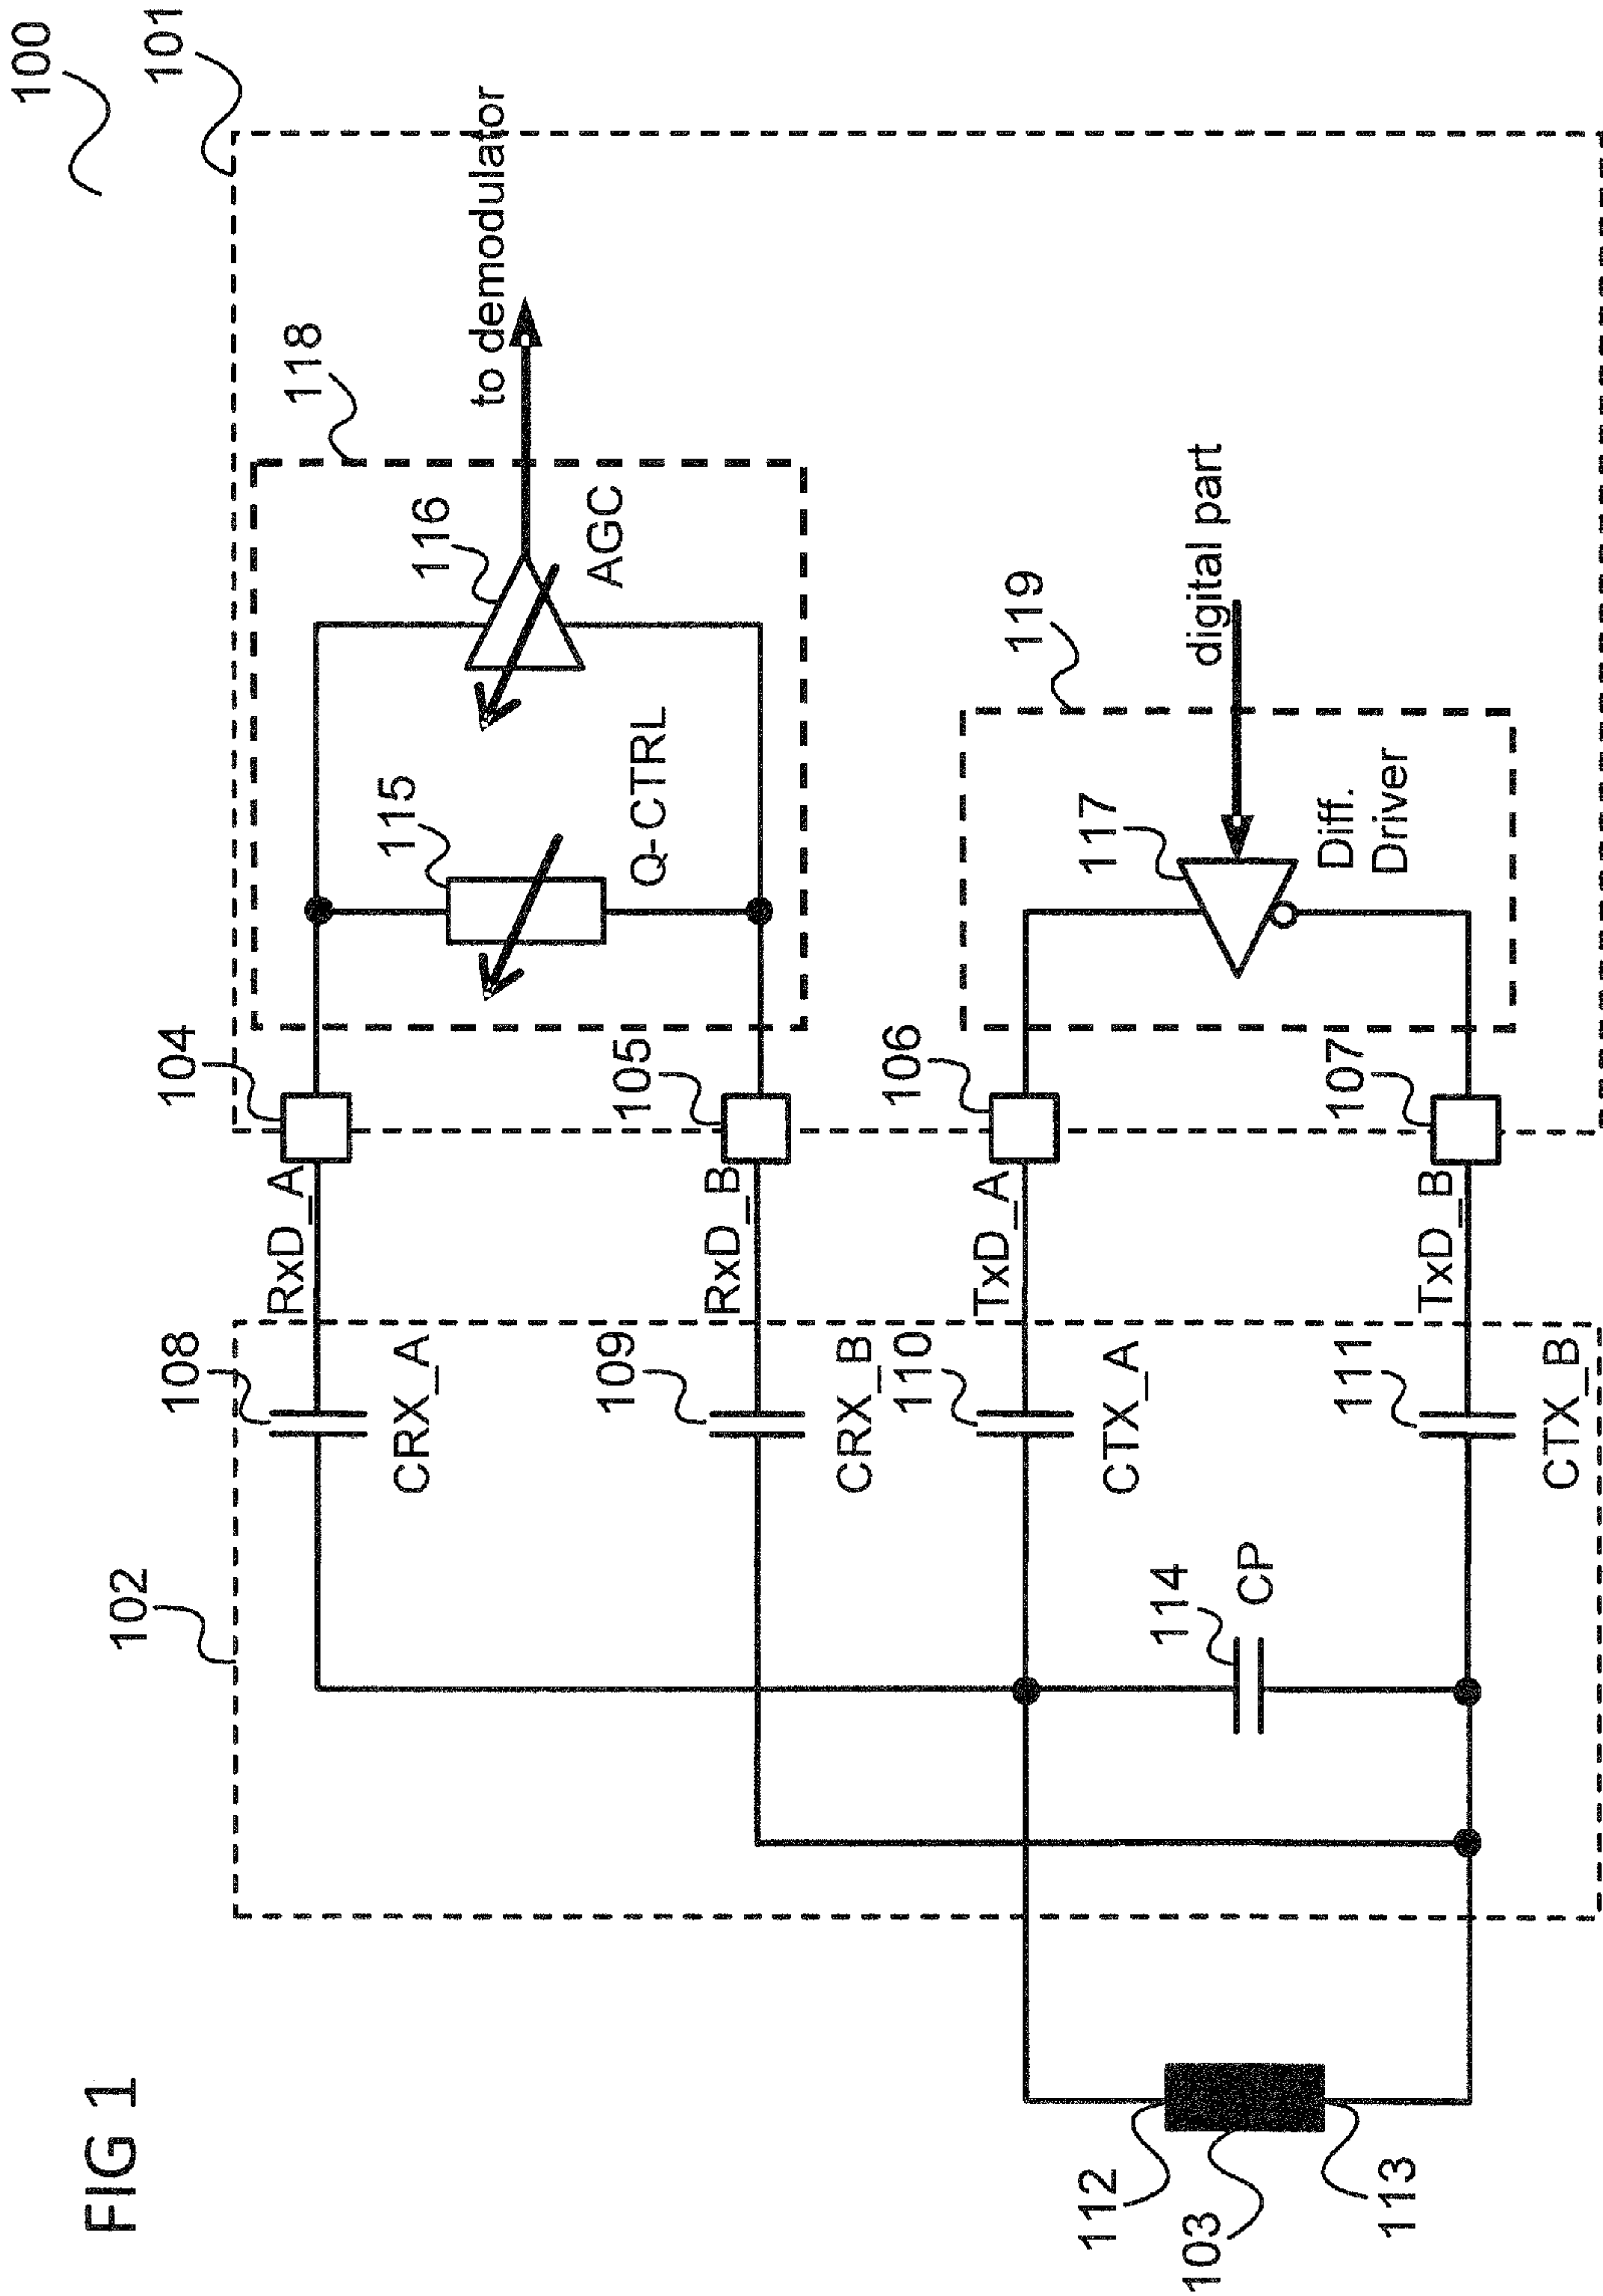 FIG 1
100
101
102
118
116
AGC
to demodulator
115
Q-CTRL
104
RxD_A
108
CRX_A
105
RxD_B
109
CRX_B
119
digital part
117
Diff.
Driver
106
TxD_A
110
CTX_A
107
TxD_B
111
CTX_B
114
CP
112
103
113